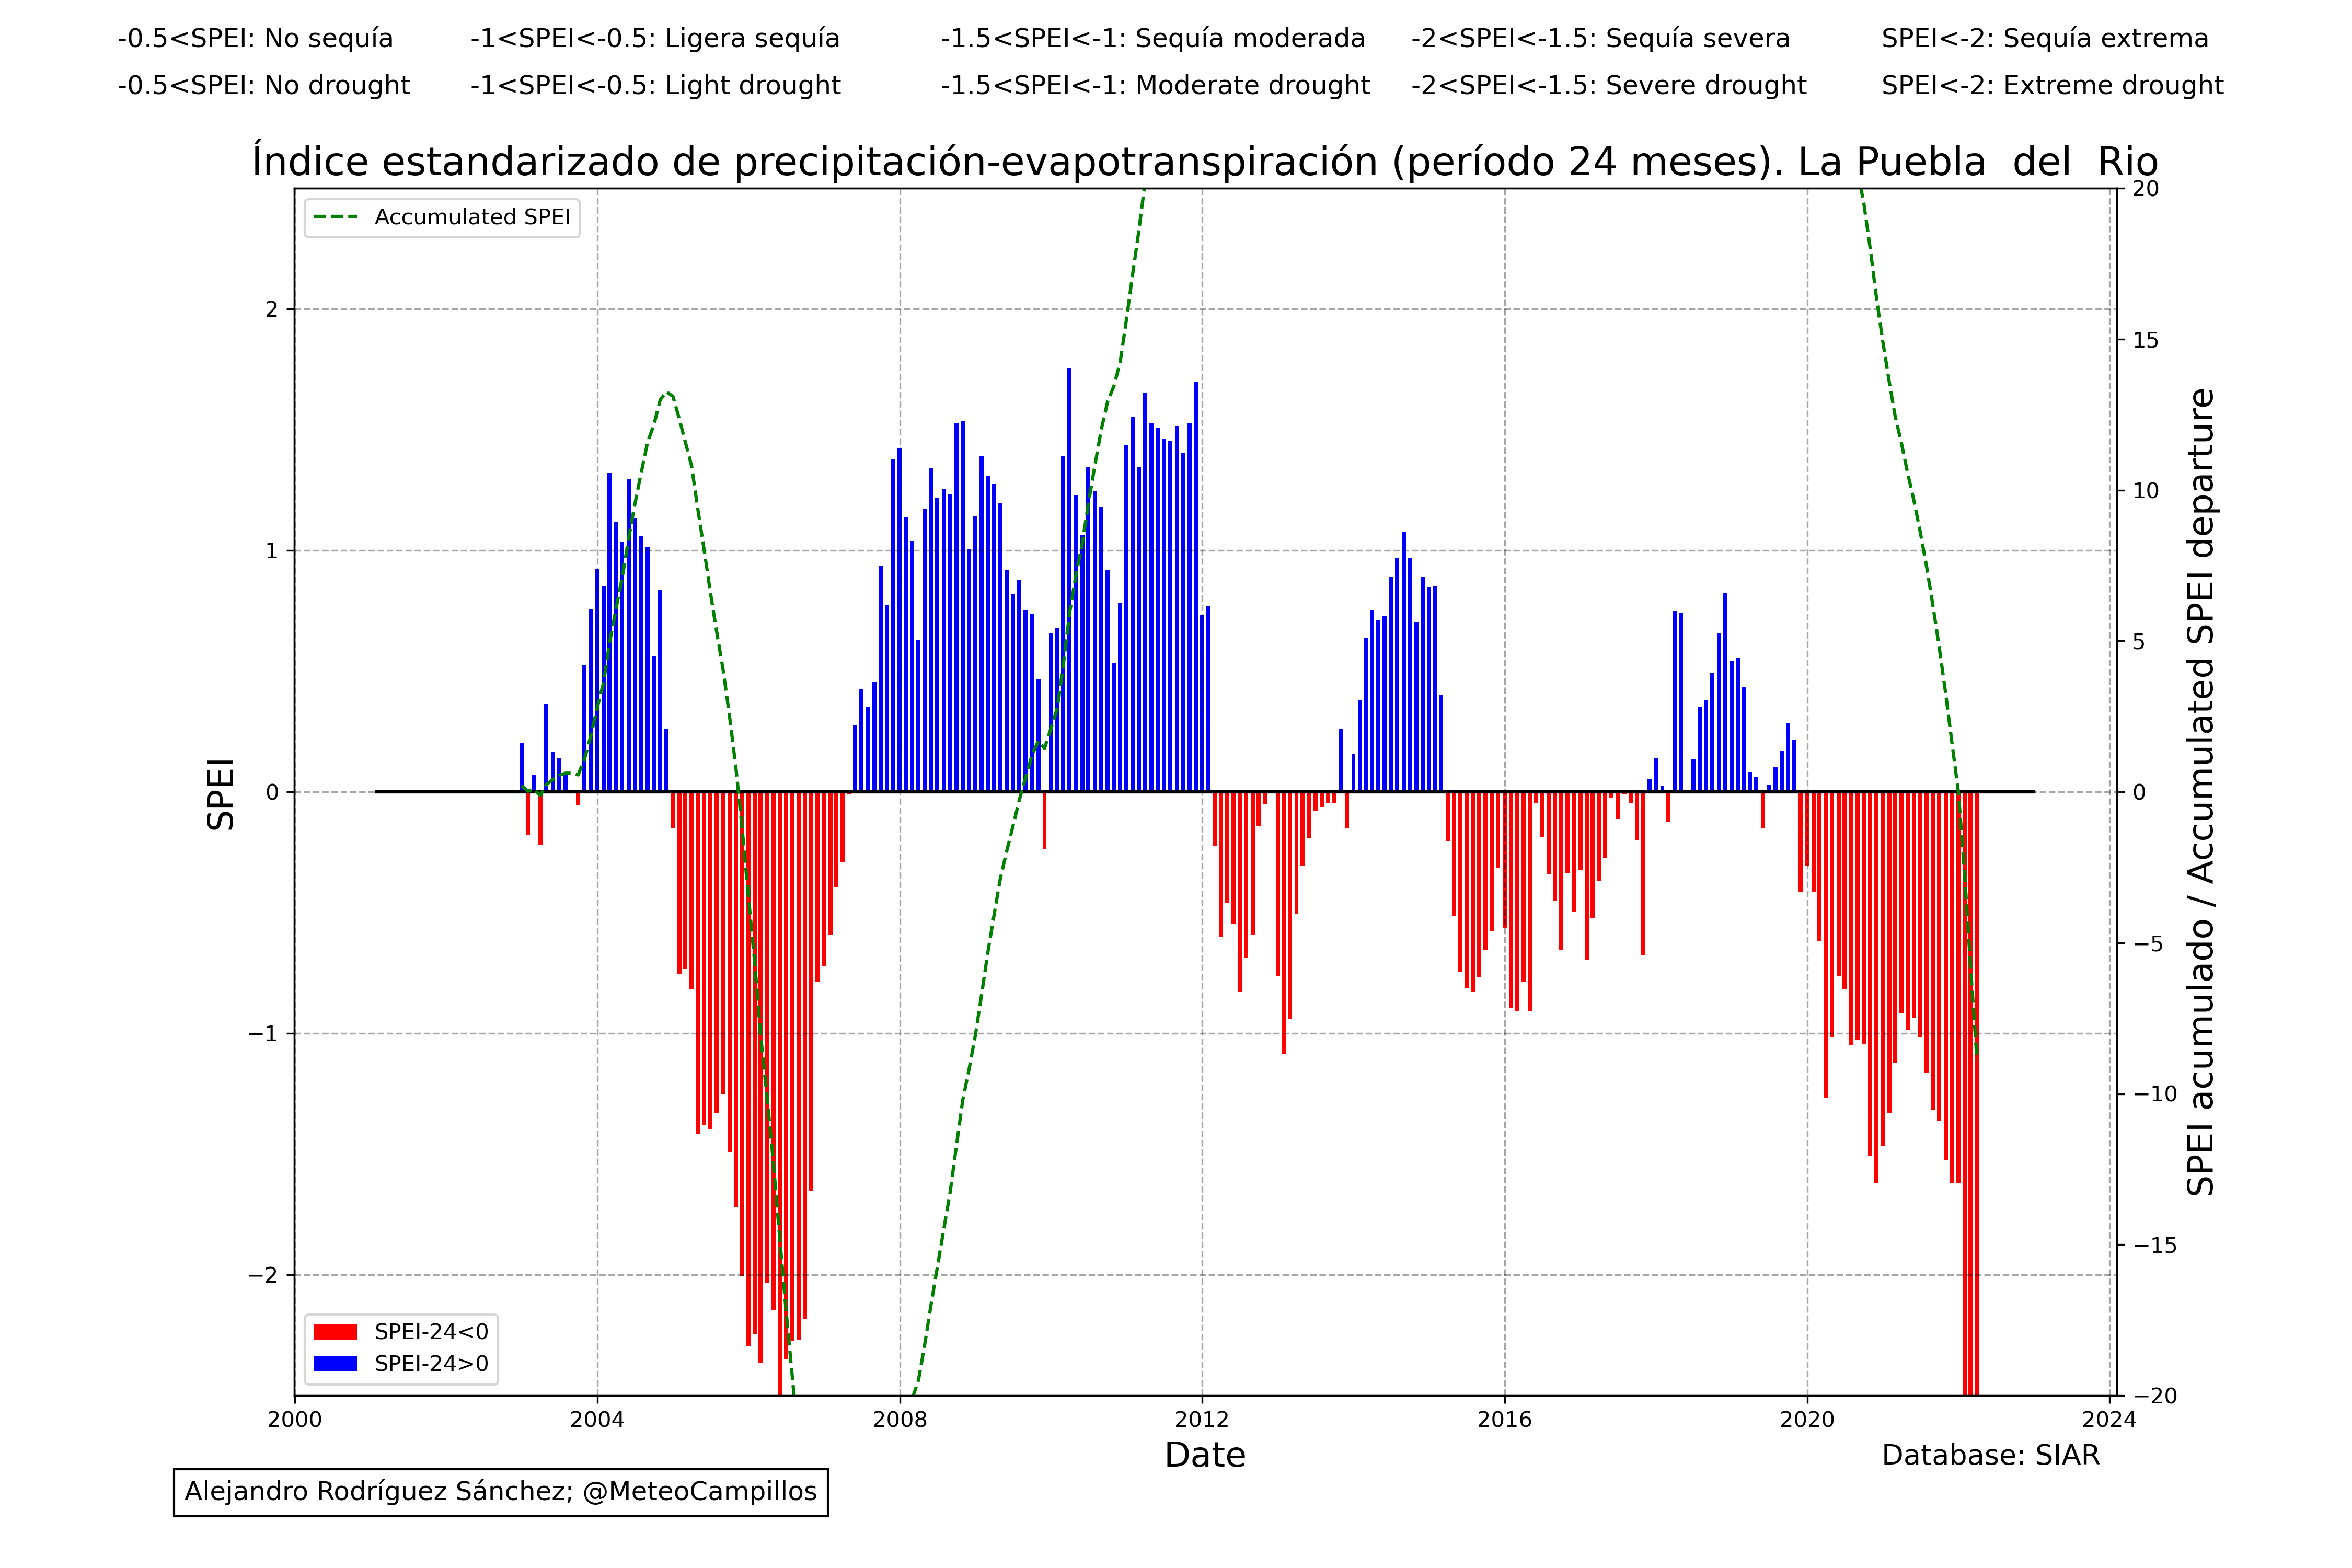 -0.5<SPEI: No sequía -1<SPEI<-0.5: Ligera sequía -1.5<SPEI<-1: Sequía moderada -2<SPEI<-1.5: Sequía severa SPEI<-2: Sequía extrema
-0.5<SPEI: No drought -1<SPEI<-0.5: Light drought -1.5<SPEI<-1: Moderate drought -2<SPEI<-1.5: Severe drought SPEI<-2: Extreme drought
Índice estandarizado de precipitación-evapotranspiración (período 24 meses). La Puebla  del  Rio
Accumulated SPEI
2
1
0
−1
−2
SPEI
20
15
10
5
0
−5
−10
−15
−20
SPEI acumulado / Accumulated SPEI departure
SPEI-24<0
SPEI-24>0
2000 2004 2008 2012 2016 2020 2024
Date
Database: SIAR
Alejandro Rodríguez Sánchez; @MeteoCampillos